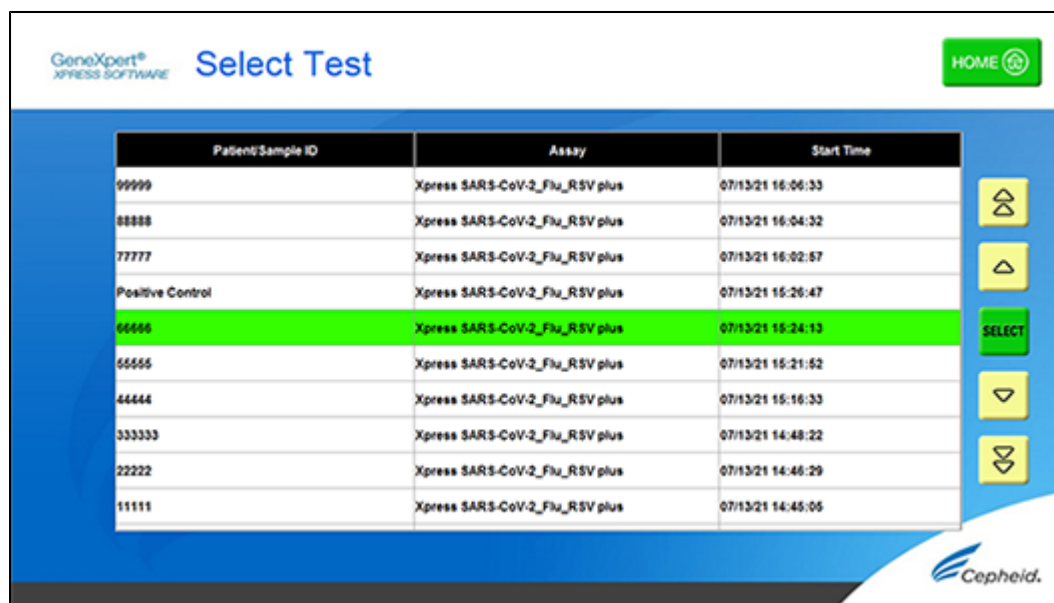 GeneXpert®
XPRESS SOFTWARE
Select Test
HOME
Patient/Sample ID Assay Start Time
99999 Xpress SARS-CoV-2_Flu_RSV plus 07/13/21 16:06:33
88888 Xpress SARS-CoV-2_Flu_RSV plus 07/13/21 16:04:32
77777 Xpress SARS-CoV-2_Flu_RSV plus 07/13/21 16:02:57
Positive Control Xpress SARS-CoV-2_Flu_RSV plus 07/13/21 15:26:47
66666 Xpress SARS-CoV-2_Flu_RSV plus 07/13/21 15:24:13
SELECT
55555 Xpress SARS-CoV-2_Flu_RSV plus 07/13/21 15:21:52
44444 Xpress SARS-CoV-2_Flu_RSV plus 07/13/21 15:16:33
333333 Xpress SARS-CoV-2_Flu_RSV plus 07/13/21 14:48:22
22222 Xpress SARS-CoV-2_Flu_RSV plus 07/13/21 14:46:29
11111 Xpress SARS-CoV-2_Flu_RSV plus 07/13/21 14:45:05
Cepheid.